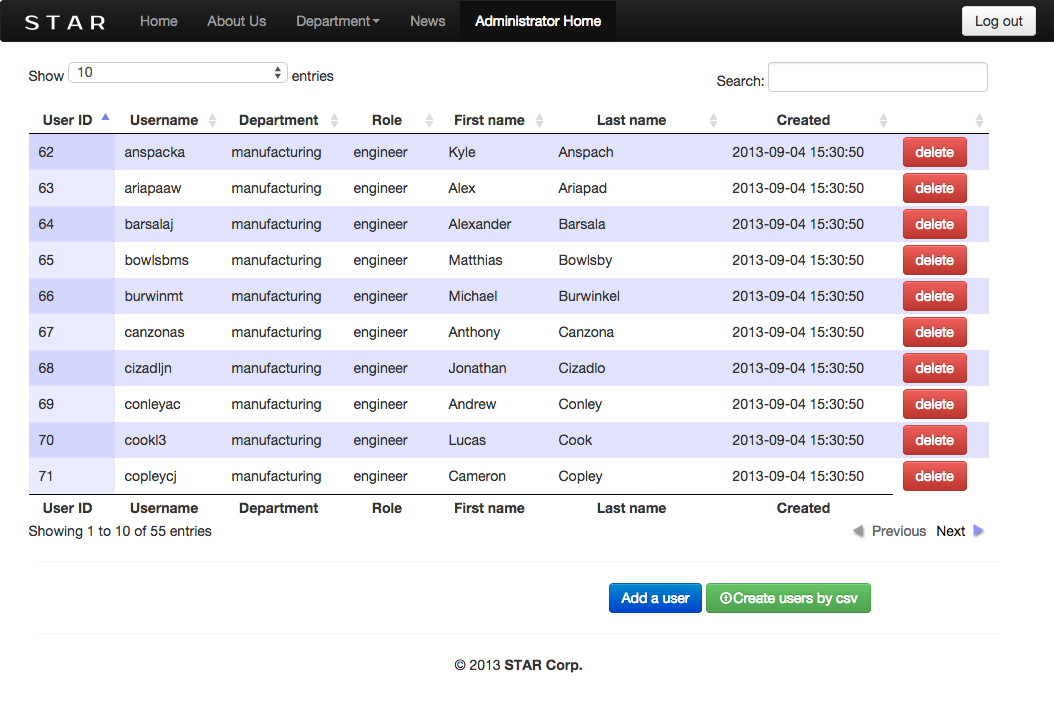 STAR Home About Us Department News Administrator Home Log out
Show 10 entries Search:
User ID Username Department Role First name Last name Created
62 anspacka manufacturing engineer Kyle Anspach 2013-09-04 15:30:50 delete
63 ariapaaw manufacturing engineer Alex Ariapad 2013-09-04 15:30:50 delete
64 barsalaj manufacturing engineer Alexander Barsala 2013-09-04 15:30:50 delete
65 bowlsbms manufacturing engineer Matthias Bowlsby 2013-09-04 15:30:50 delete
66 burwinmt manufacturing engineer Michael Burwinkel 2013-09-04 15:30:50 delete
67 canzonas manufacturing engineer Anthony Canzona 2013-09-04 15:30:50 delete
68 cizadljn manufacturing engineer Jonathan Cizadlo 2013-09-04 15:30:50 delete
69 conleyac manufacturing engineer Andrew Conley 2013-09-04 15:30:50 delete
70 cookl3 manufacturing engineer Lucas Cook 2013-09-04 15:30:50 delete
71 copleycj manufacturing engineer Cameron Copley 2013-09-04 15:30:50 delete
User ID Username Department Role First name Last name Created
Showing 1 to 10 of 55 entries Previous Next
Add a user Create users by csv
© 2013 STAR Corp.